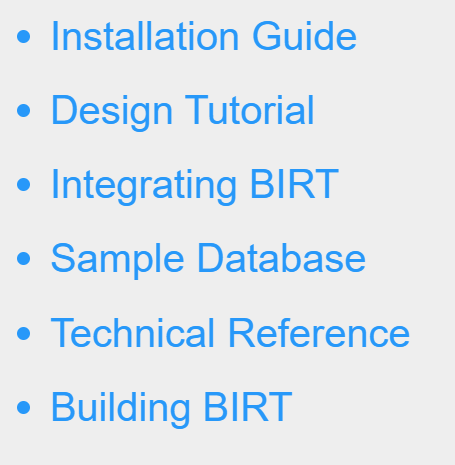 Installation Guide
Design Tutorial
Integrating BIRT
Sample Database
Technical Reference
Building BIRT